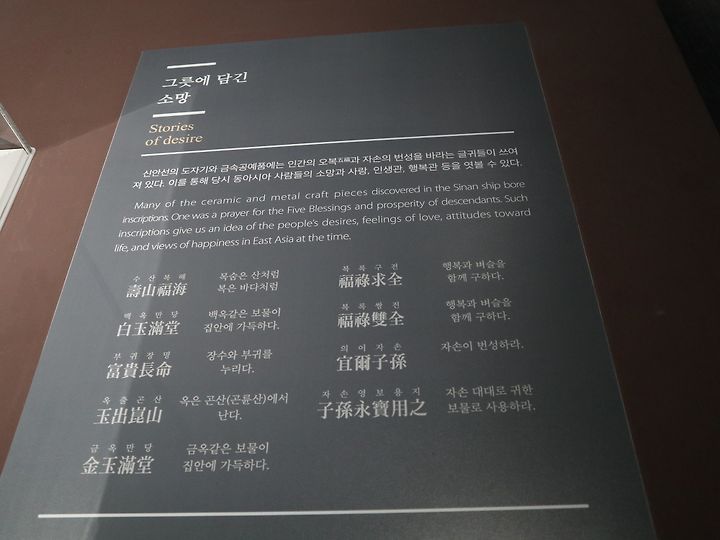 그릇에 담긴
소망
Stories
of desire
신안선의 도자기와 금속공예품에는 인간의 오복五福과 자손의 번성을 바라는 글귀들이 쓰여
져 있다. 이를 통해 당시 동아시아 사람들의 소망과 사랑, 인생관, 행복관 등을 엿볼 수 있다.
Many of the ceramic and metal craft pieces discovered in the Sinan ship bore
inscriptions. One was a prayer for the Five Blessings and prosperity of descendants. Such
inscriptions give us an idea of the people's desires, feelings of love, attitudes toward
life, and views of happiness in East Asia at the time.
수산복해
壽山福海
목숨은 산처럼
복은 바다처럼
백옥만당
白玉滿堂
백옥같은 보물이
집안에 가득하다.
부귀장명
富貴長命
장수와 부귀를
누리다.
옥출곤산
玉出崑山
옥은 곤산(곤륜산)에서
난다.
금옥만당
金玉滿堂
금옥같은 보물이
집안에 가득하다.
복록구전
福祿求全
행복과 벼슬을
함께 구하다.
복록쌍전
福祿雙全
행복과 벼슬을
함께 구하다.
의이자손
宜爾子孫
자손이 번성하라.
자손영보용지
子孫永寶用之
자손 대대로 귀한
보물로 사용하라.